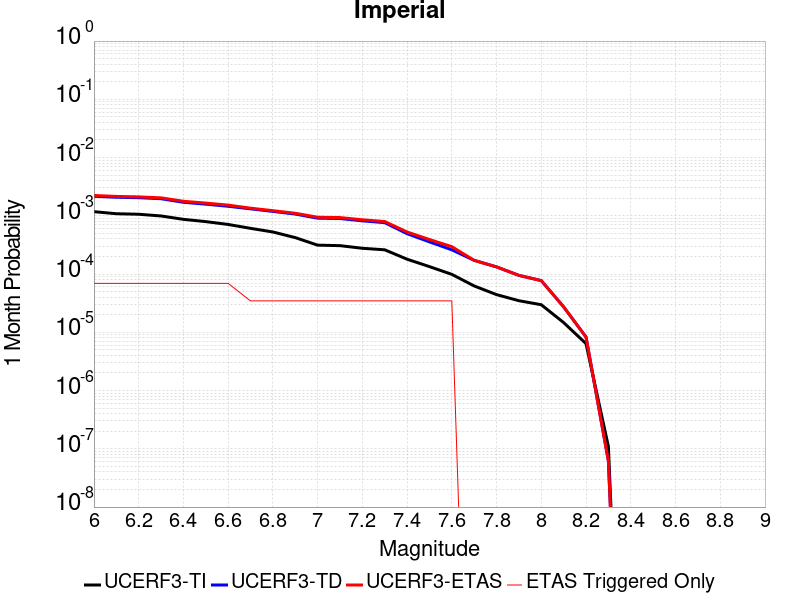 Imperial
10 0
10 -1
10 -2
10 -3
10 -4
10 -5
10 -6
10 -7
10 -8
1 Month Probability
6 6.2 6.4 6.6 6.8 7 7.2 7.4 7.6 7.8 8 8.2 8.4 8.6 8.8 9
Magnitude
UCERF3-TI UCERF3-TD UCERF3-ETAS ETAS Triggered Only